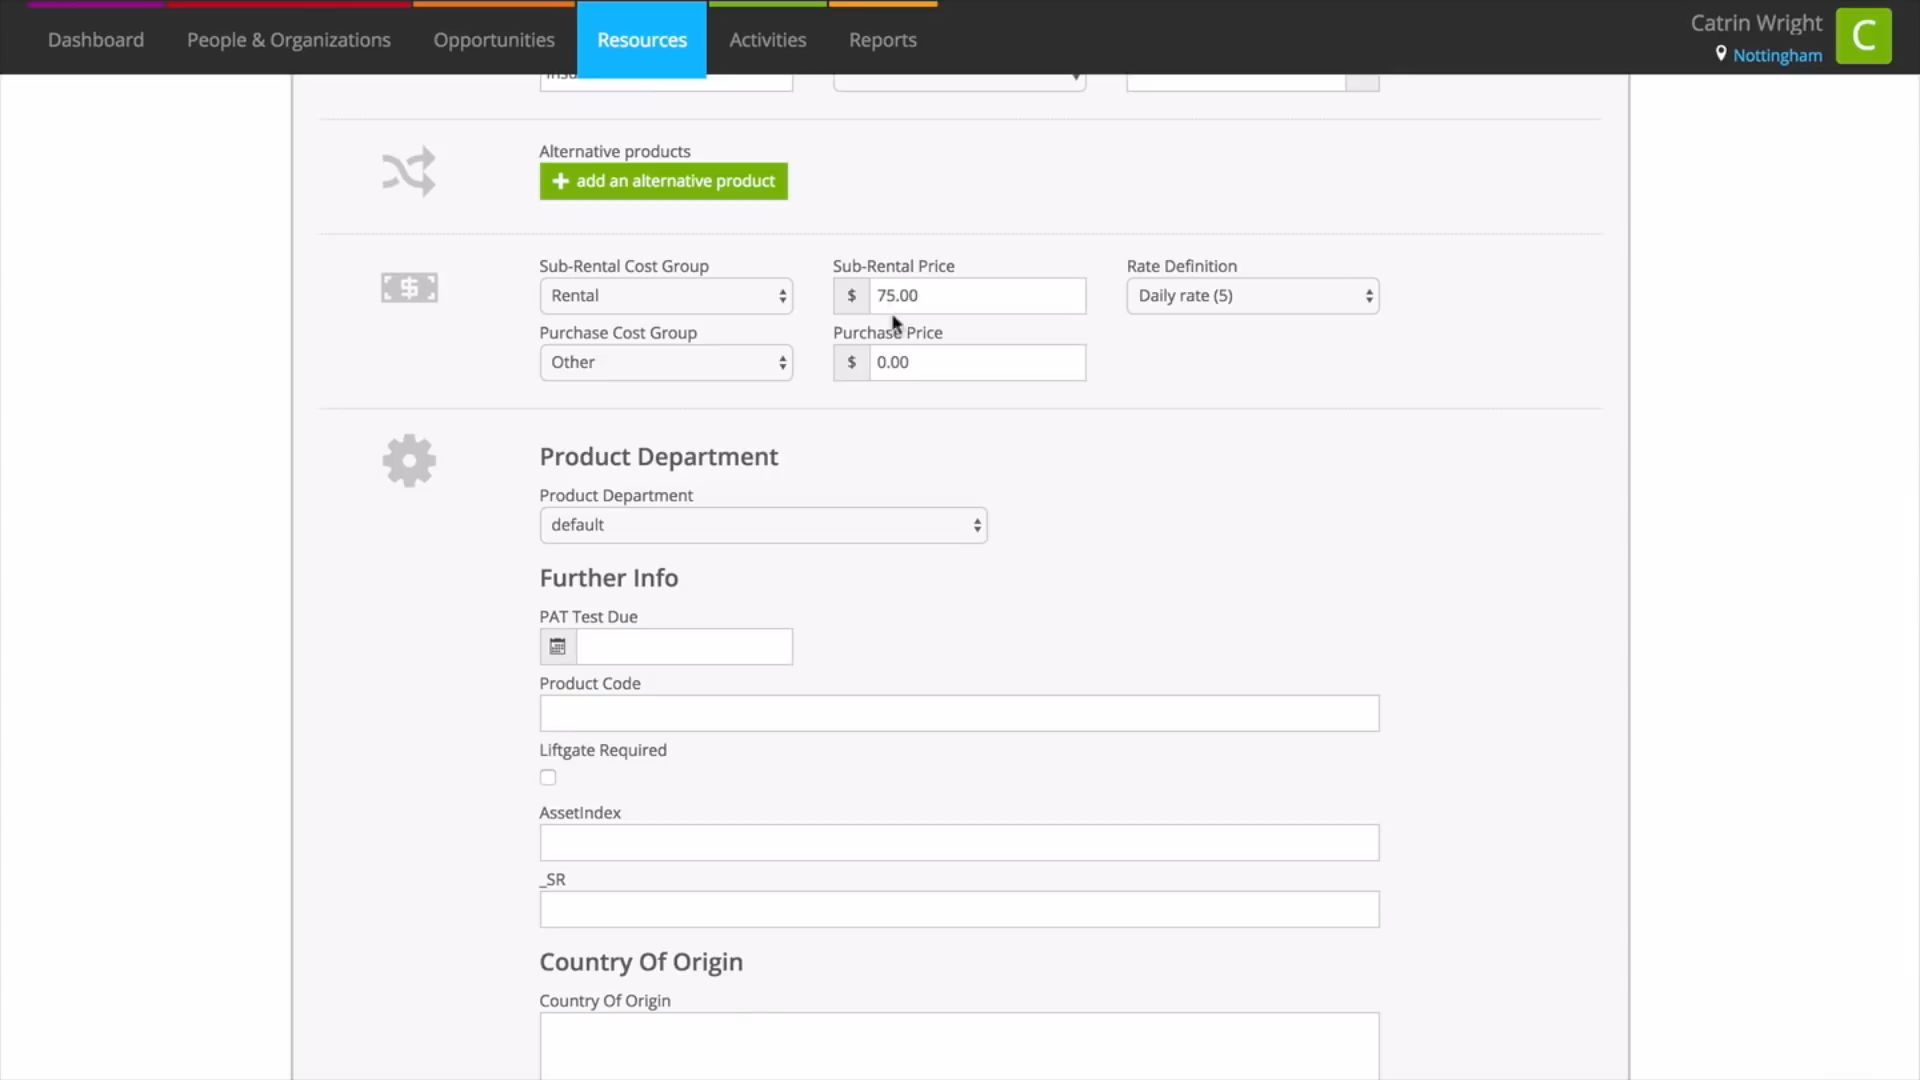 Dashboard People & Organizations Opportunities Resources Activities Reports
Catrin Wright
Nottingham
C
Alternative products
add an alternative product
Sub-Rental Cost Group Sub-Rental Price Rate Definition
Rental $ 75.00 Daily rate (5)
Purchase Cost Group Purchase Price
Other $ 0.00
Product Department
Product Department
default
Further Info
PAT Test Due
Product Code
Liftgate Required
AssetIndex
_SR
Country Of Origin
Country Of Origin